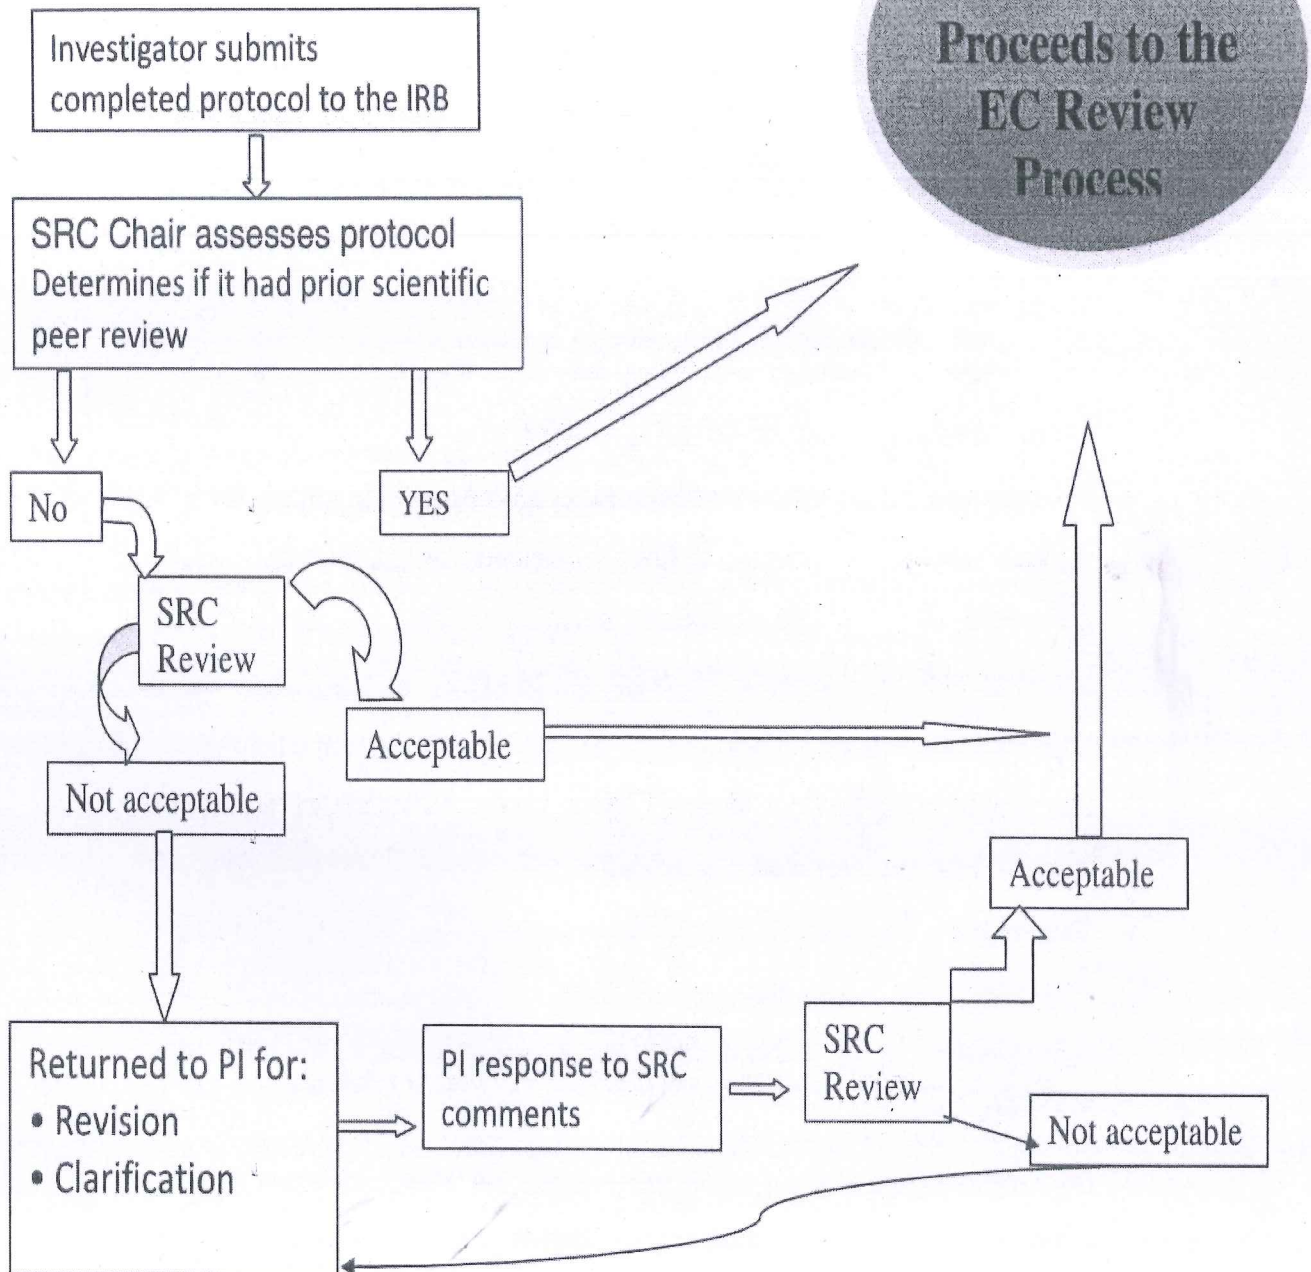 Investigator submits
completed protocol to the IRB
Proceeds to the
EC Review
Process
SRC Chair assesses protocol
Determines if it had prior scientific
peer review
No
YES
SRC
Review
Acceptable
Not acceptable
Acceptable
Returned to PI for:
• Revision
• Clarification
PI response to SRC
comments
SRC
Review
Not acceptable